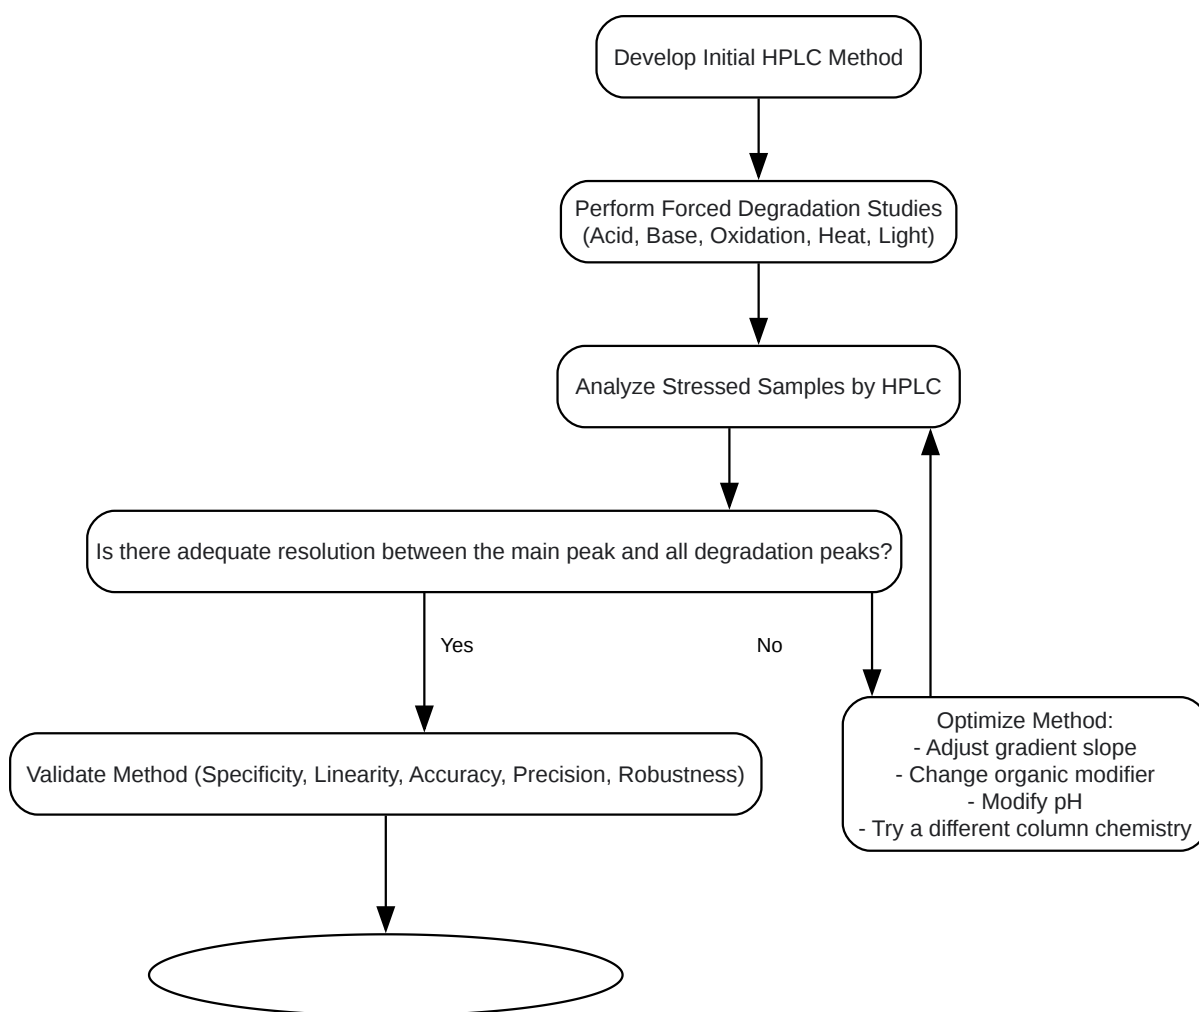 Develop Initial HPLC Method
Perform Forced Degradation Studies
(Acid, Base, Oxidation, Heat, Light)
Analyze Stressed Samples by HPLC
Is there adequate resolution between the main peak and all degradation peaks?
Yes
No
Optimize Method:
- Adjust gradient slope
- Change organic modifier
- Modify pH
- Try a different column chemistry
Validate Method (Specificity, Linearity, Accuracy, Precision, Robustness)